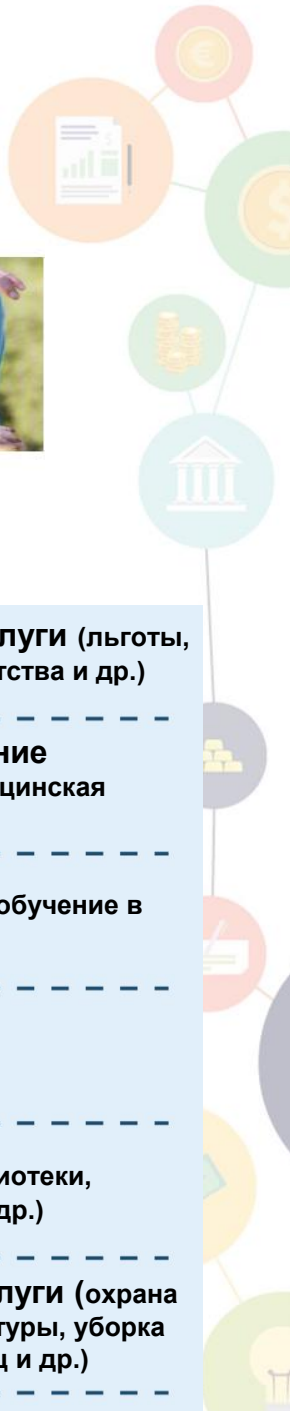 луги (льготы,
тства и др.)
ние
цинская
обучение в
иотеки,
др.)
луги (охрана
туры, уборка
ц и др.)